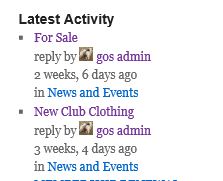 Latest Activity
For Sale
reply by gos admin
2 weeks, 6 days ago
in News and Events
New Club Clothing
reply by gos admin
3 weeks, 4 days ago
in News and Events